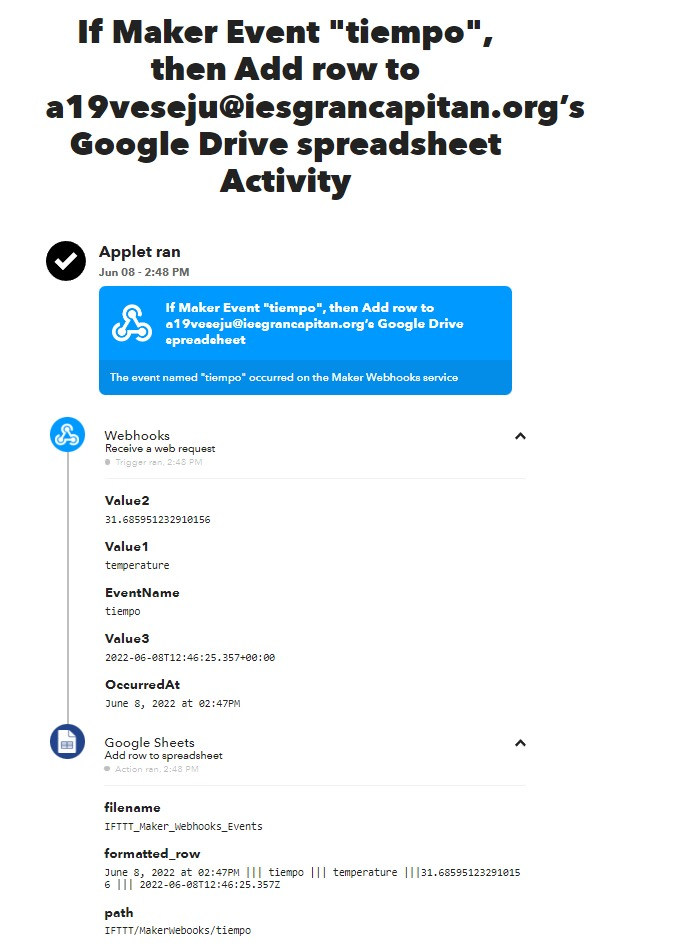 If Maker Event "tiempo",
then Add row to
a19veseju@iesgrancapitan.org’s
Google Drive spreadsheet
Activity
Applet ran
Jun 08 - 2:48 PM
If Maker Event "tiempo", then Add row to
a19veseju@iesgrancapitan.org’s Google Drive
spreadsheet
The event named "tiempo" occurred on the Maker Webhooks service
Webhooks
Receive a web request
Trigger ran, 2:48 PM
Value2
31.685951232910156
Value1
temperature
EventName
tiempo
Value3
2022-06-08T12:46:25.357+00:00
OccurredAt
June 8, 2022 at 02:47PM
Google Sheets
Add row to spreadsheet
Action ran, 2:48 PM
filename
IFTTT_Maker_Webhooks_Events
formatted_row
June 8, 2022 at 02:47PM ||| tiempo ||| temperature |||31.68595123291015
6 ||| 2022-06-08T12:46:25.357Z
path
IFTTT/MakerWebooks/tiempo